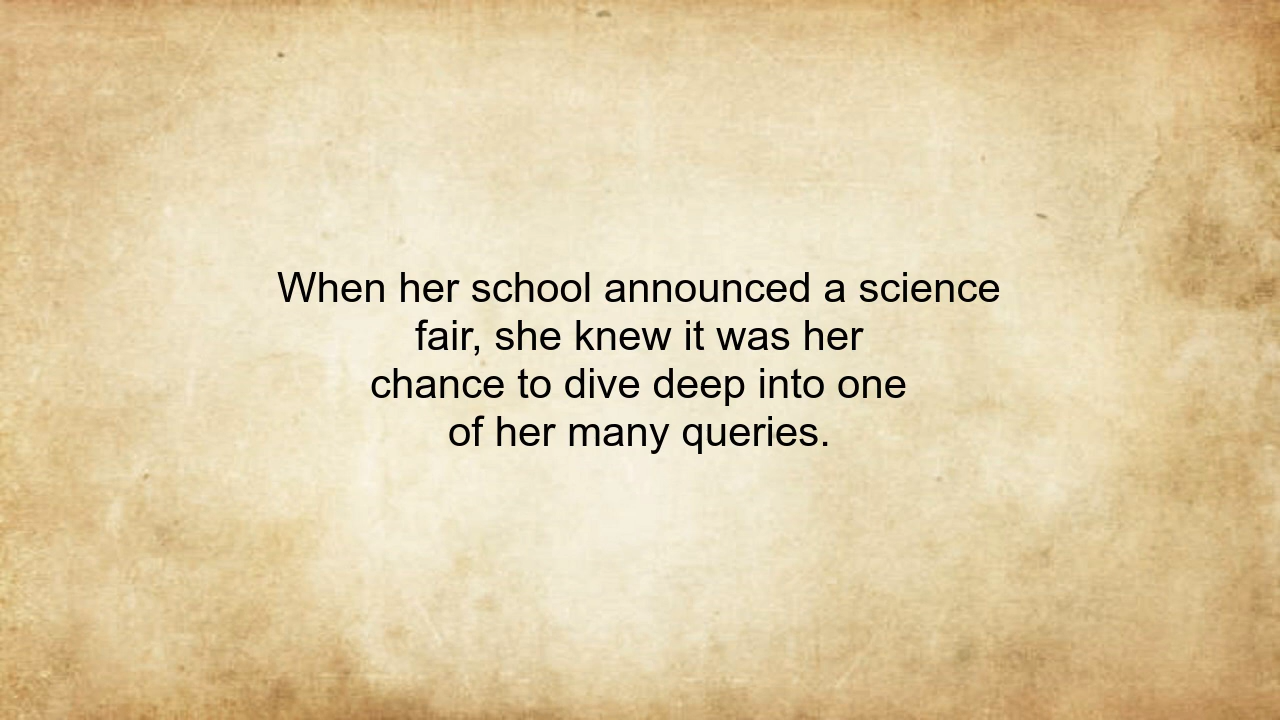 When her school announced a science
fair, she knew it was her
chance to dive deep into one
of her many queries.